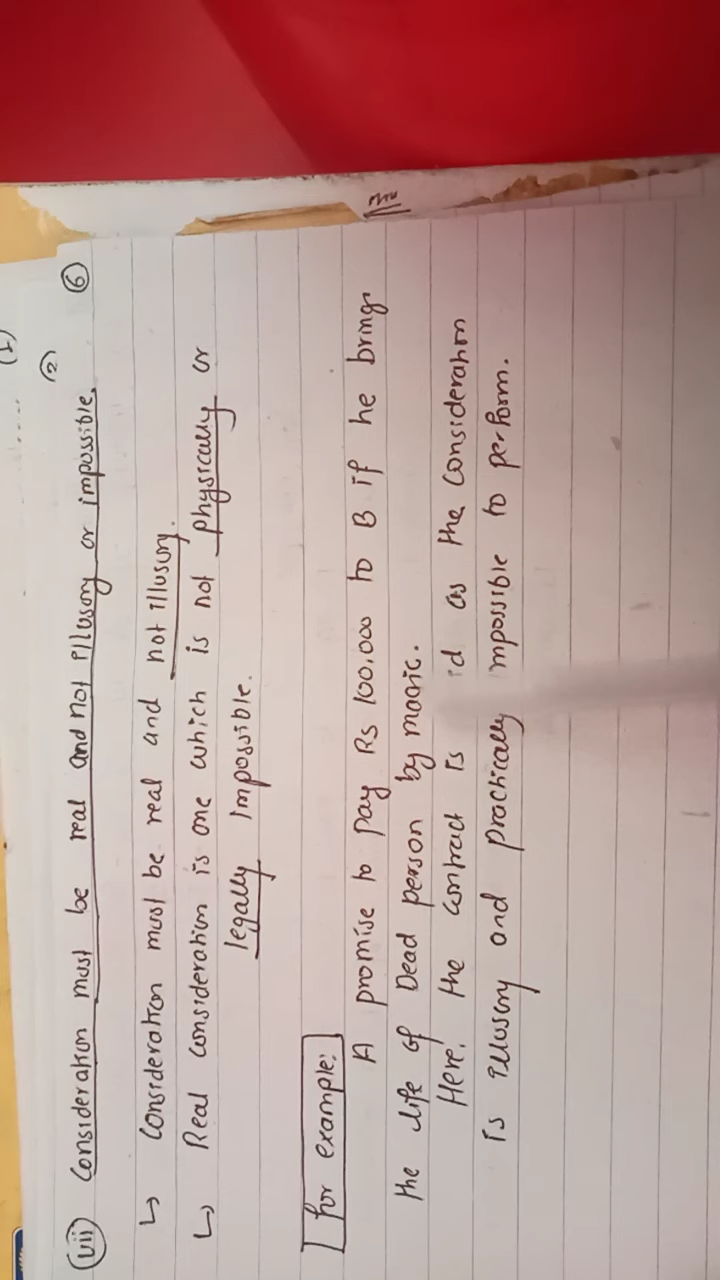 (vii) Consideration must be real and not illusory or impossible.
(2)
6
↳ Consideration must be real and not illusory.
↳ Real consideration is one which is not physically or
legally impossible.
for example:
A promise to pay Rs 100,000 to B if he brings
the life of Dead person by magic.
Here, the contract is as the consideration
is illusory and practically impossible to perform.